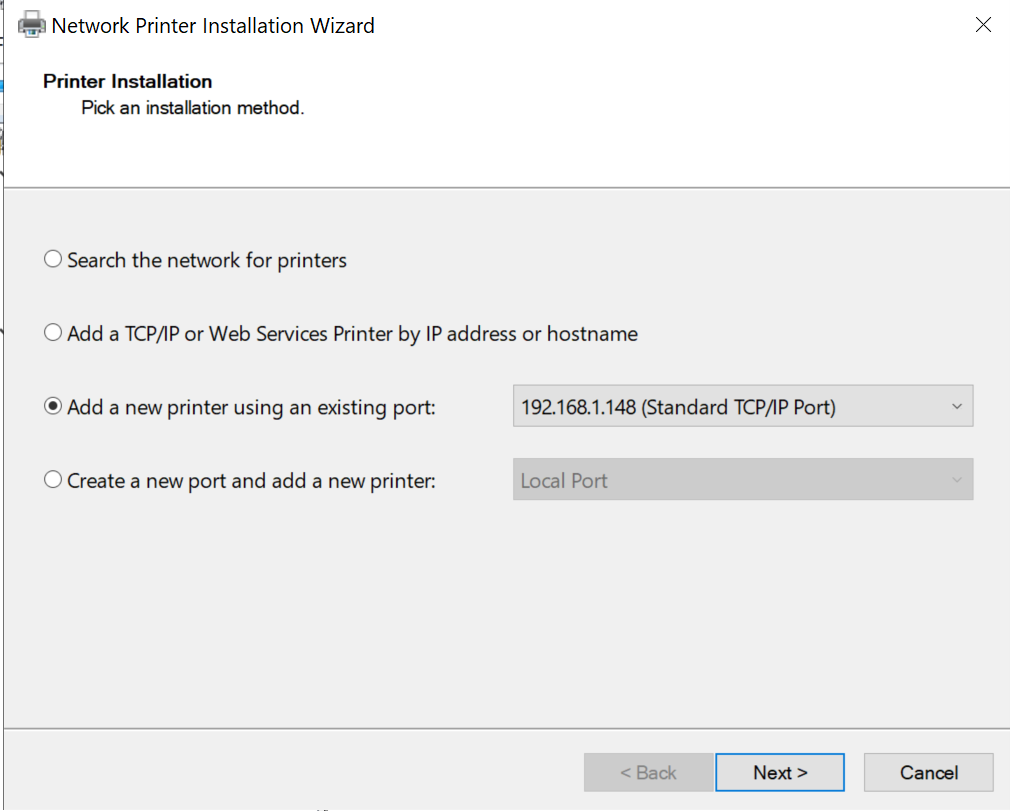 Network Printer Installation Wizard
Printer Installation
Pick an installation method.
Search the network for printers
Add a TCP/IP or Web Services Printer by IP address or hostname
Add a new printer using an existing port: 192.168.1.148 (Standard TCP/IP Port)
Create a new port and add a new printer: Local Port
< Back Next > Cancel